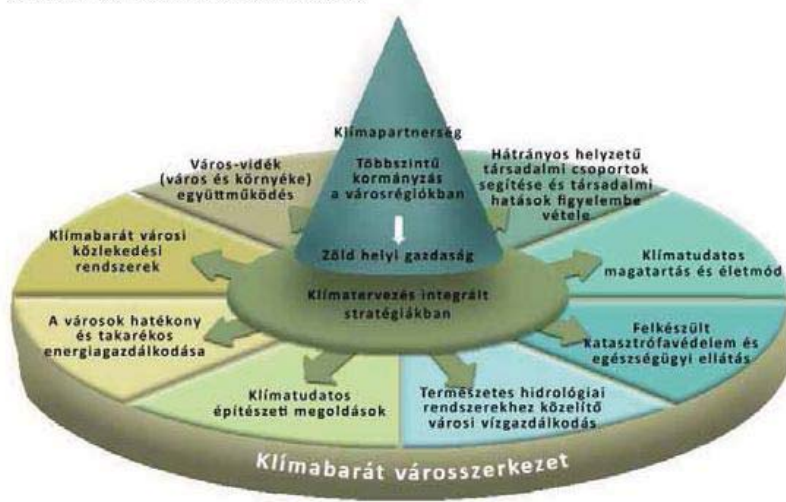 Klímapartnerség
Többszintű
kormányzás
a városrégiókban
Zöld helyi gazdaság
Klímatervezés integrált
stratégiákban
Város-vidék
(város és környéke)
együttműködés
Hátrányos helyzetű
társadalmi csoportok
segítése és társadalmi
hatások figyelembe
vétele
Klímabarát városi
közlekedési
rendszerek
Klímatudatos
magatartás és életmód
A városok hatékony
és takarékos
energiagazdálkodása
Felkészült
katasztrófavédelem és
egészségügyi ellátás
Klímatudatos
építészeti megoldások
Természetes hidrológiai
rendszerekhez közelítő
városi vízgazdálkodás
Klímabarát városszerkezet